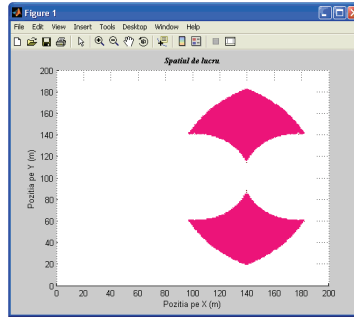 Figure 1
File Edit View Insert Tools Desktop Window Help
Spatiul de lucru
200
180
160
140
120
100
80
60
40
20
0
Pozitia pe Y (m)
0 20 40 60 80 100 120 140 160 180 200
Pozitia pe X (m)